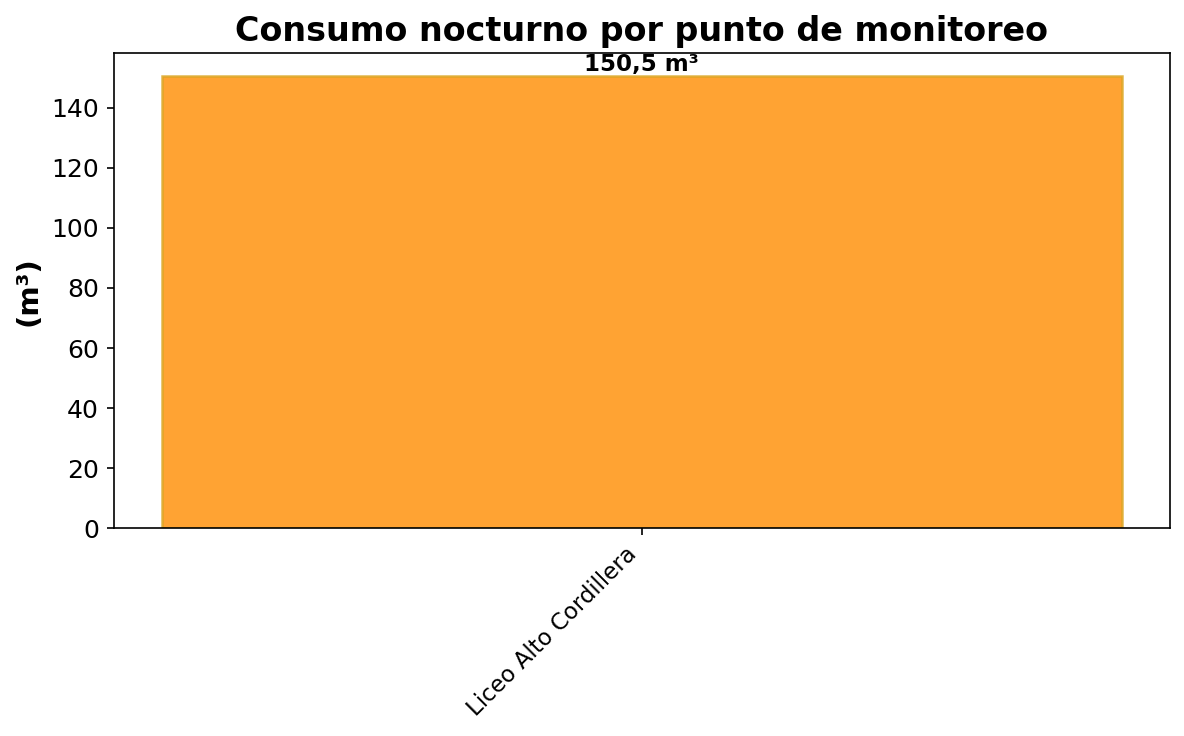 Consumo nocturno por punto de monitoreo
150,5 m³
140
120
100
80
60
40
20
0
(m³)
Liceo Alto Cordillera